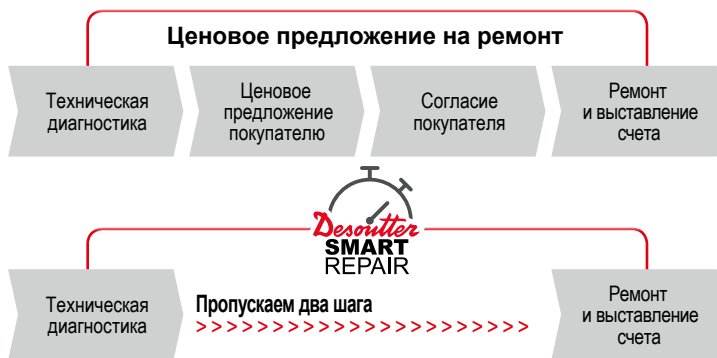 Ценовое предложение на ремонт
Техническая
диагностика
Ценовое
предложение
покупателю
Согласие
покупателя
Ремонт
и выставление
счета
Desoutter
SMART
REPAIR
Техническая
диагностика
Пропускаем два шага
> > > > > > > > > > > > > > > > > > > > > > >
Ремонт
и выставление
счета